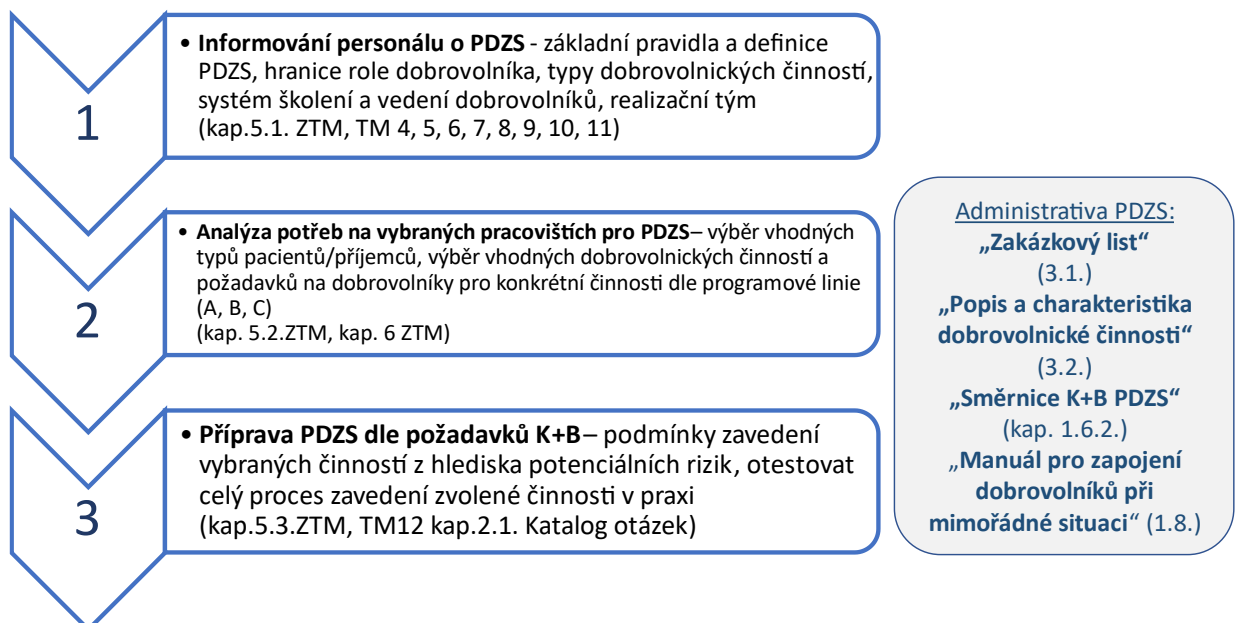 1
• Informování personálu o PDZS - základní pravidla a definice
PDZS, hranice role dobrovolníka, typy dobrovolnických činností,
systém školení a vedení dobrovolníků, realizační tým
(kap.5.1. ZTM, TM 4, 5, 6, 7, 8, 9, 10, 11)
2
• Analýza potřeb na vybraných pracovištích pro PDZS– výběr vhodných
typů pacientů/příjemců, výběr vhodných dobrovolnických činností a
požadavků na dobrovolníky pro konkrétní činnosti dle programové linie
(A, B, C)
(kap. 5.2.ZTM, kap. 6 ZTM)
3
• Příprava PDZS dle požadavků K+B– podmínky zavedení
vybraných činností z hlediska potenciálních rizik, otestovat
celý proces zavedení zvolené činnosti v praxi
(kap.5.3.ZTM, TM12 kap.2.1. Katalog otázek)
Administrativa PDZS:
„Zakázkový list“
(3.1.)
„Popis a charakteristika
dobrovolnické činnosti“
(3.2.)
„Směrnice K+B PDZS“
(kap. 1.6.2.)
„Manuál pro zapojení
dobrovolníků při
mimořádné situaci“ (1.8.)